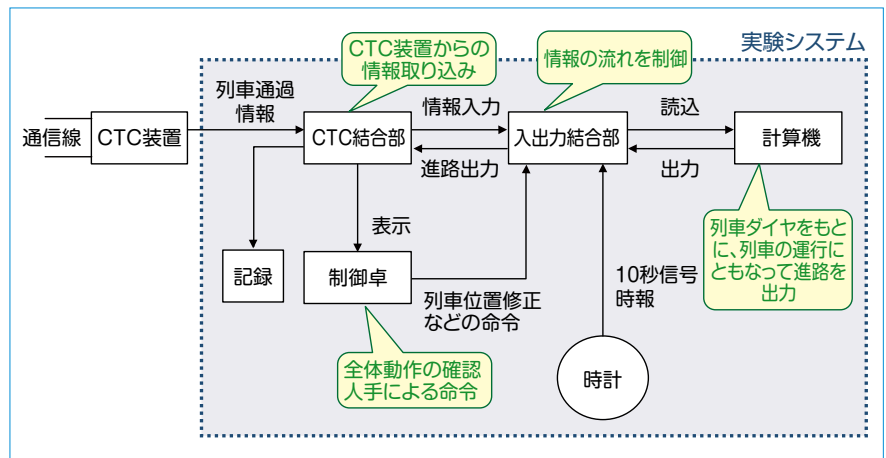 実験システム
CTC装置からの
情報取り込み
情報の流れを制御
列車通過
情報
情報入力
読込
通信線
CTC装置
CTC結合部
入出力結合部
計算機
進路出力
出力
表示
列車ダイヤをもと
に、列車の運行に
ともなって進路を
出力
記録
制御卓
10秒信号
時報
列車位置修正
などの命令
全体動作の確認
人手による命令
時計